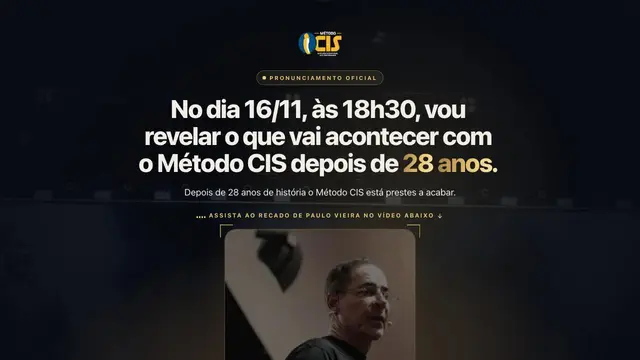 MÉTODO
CIS
PRONUNCIAMENTO OFICIAL
No dia 16/11, às 18h30, vou
revelar o que vai acontecer com
o Método CIS depois de 28 anos.
Depois de 28 anos de história o Método CIS está prestes a acabar.
ASSISTA AO RECADO DE PAULO VIEIRA NO VÍDEO ABAIXO ↓